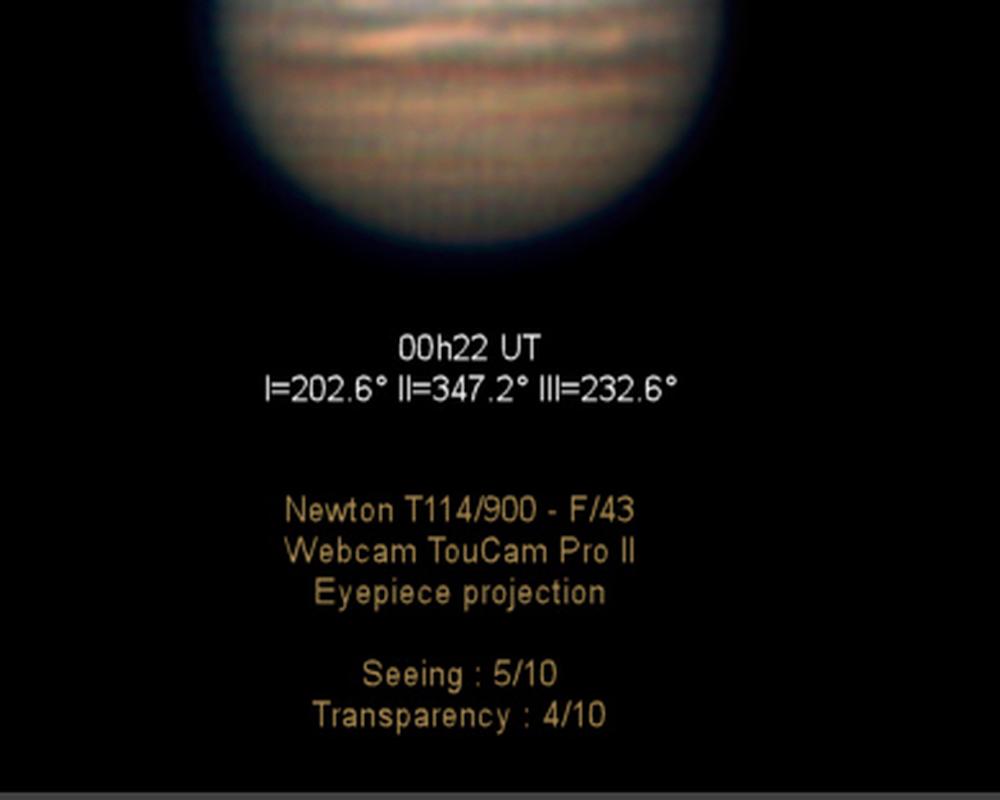 00h22 UT
I=202.6° II=347.2° III=232.6°
Newton T114/900 - F/43
Webcam TouCam Pro II
Eyepiece projection
Seeing : 5/10
Transparency : 4/10